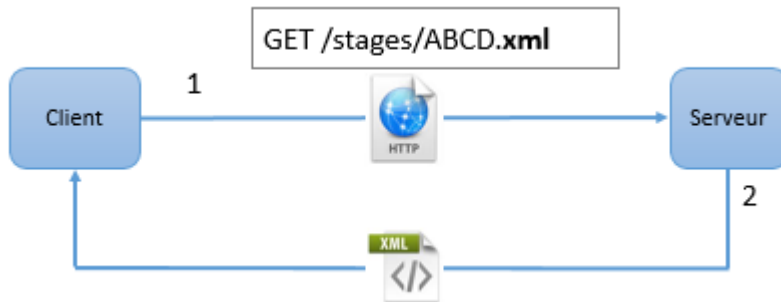 GET /stages/ABCD.xml
1
Client
HTTP
Serveur
2
XML
</>